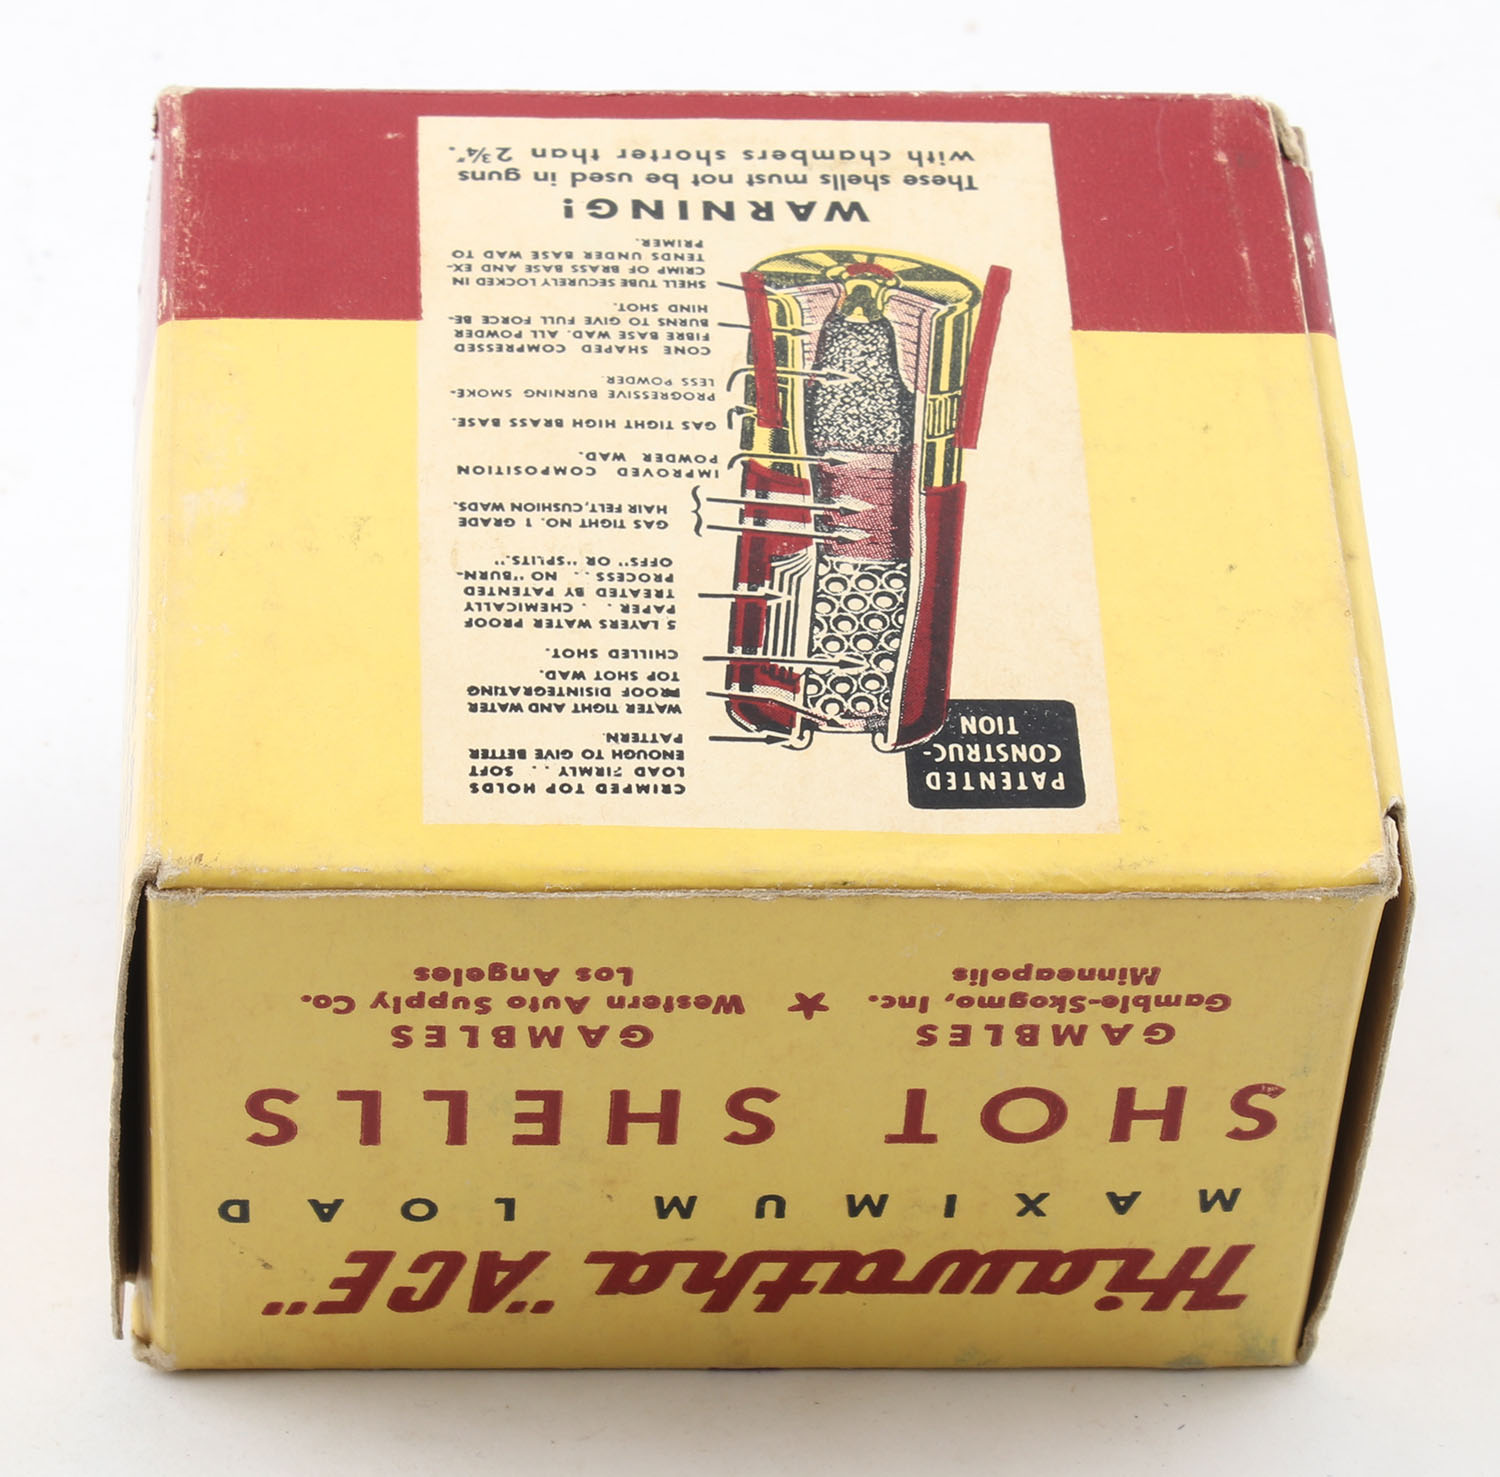 Hiawatha "ACE"
MAXIMUM LOAD
SHOT SHELLS
GAMBLES
Gamble-Skogmo, Inc.
Minneapolis
★
GAMBLES
Western Auto Supply Co.
Los Angeles
PATENTED
CONSTRUC-
TION
CRIMPED TOP HOLDS
LOAD FIRMLY . . SOFT
ENOUGH TO GIVE BETTER
PATTERN.
WATER TIGHT AND WATER
PROOF DISINTEGRATING
TOP SHOT WAD.
CHILLED SHOT.
5 LAYERS WATER PROOF
PAPER . . CHEMICALLY
TREATED BY PATENTED
PROCESS . . NO "BURN-
OFFS" OR "SPLITS."
GAS TIGHT NO. 1 GRADE
HAIR FELT, CUSHION WADS.
IMPROVED COMPOSITION
POWDER WAD.
GAS TIGHT HIGH BRASS BASE.
PROGRESSIVE BURNING SMOKE-
LESS POWDER.
CONE SHAPED COMPRESSED
FIBRE BASE WAD. ALL POWDER
BURNS TO GIVE FULL FORCE BE-
HIND SHOT.
SHELL TUBE SECURELY LOCKED IN
CRIMP OF BRASS BASE AND EX-
TENDS UNDER BASE WAD TO
PRIMER.
WARNING!
These shells must not be used in guns
with chambers shorter than 2¾".